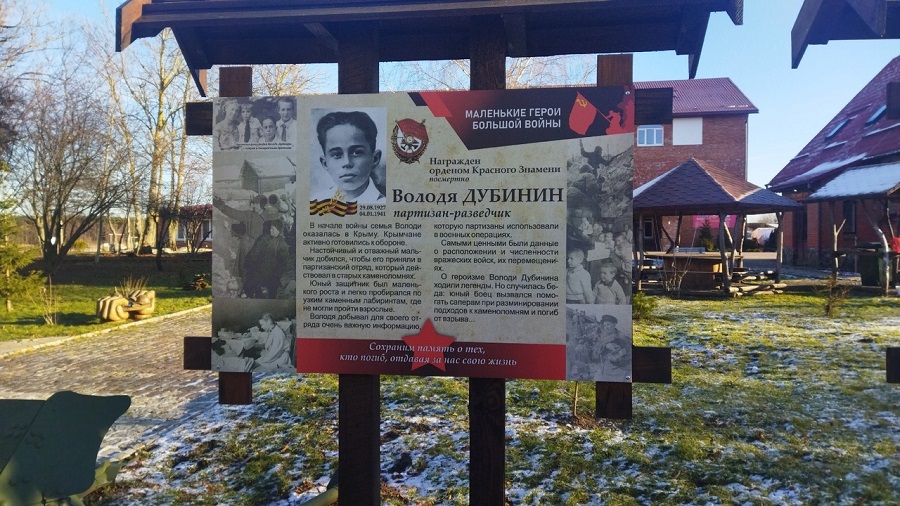 МАЛЕНЬКИЕ ГЕРОИ
БОЛЬШОЙ ВОЙНЫ
Награжден
орденом Красного Знамени
посмертно
Володя ДУБИНИН
партизан-разведчик
29.08.1927
04.01.1941
В начале войны семья Володи
оказалась в Крыму. Крымчане
активно готовились к обороне.
Настойчивый и отважный маль-
чик добился, чтобы его приняли в
партизанский отряд, который дей-
ствовал в старых каменоломнях.
Юный защитник был малень-
кого роста и легко пробирался по
узким каменным лабиринтам, где
не могли пройти взрослые.
Володя добывал для своего от-
ряда очень важную информацию,
которую партизаны использовали
в военных операциях.
Самыми ценными были данные
о расположении и численности
вражеских войск, их перемещени-
ях.
О героизме Володи Дубинина
ходили легенды. Но случилась бе-
да: юный боец вызвался помо-
гать саперам при разминировании
подходов к каменоломням и погиб
от взрыва...
Сохраним память о тех,
кто погиб, отдавая за нас свою жизнь